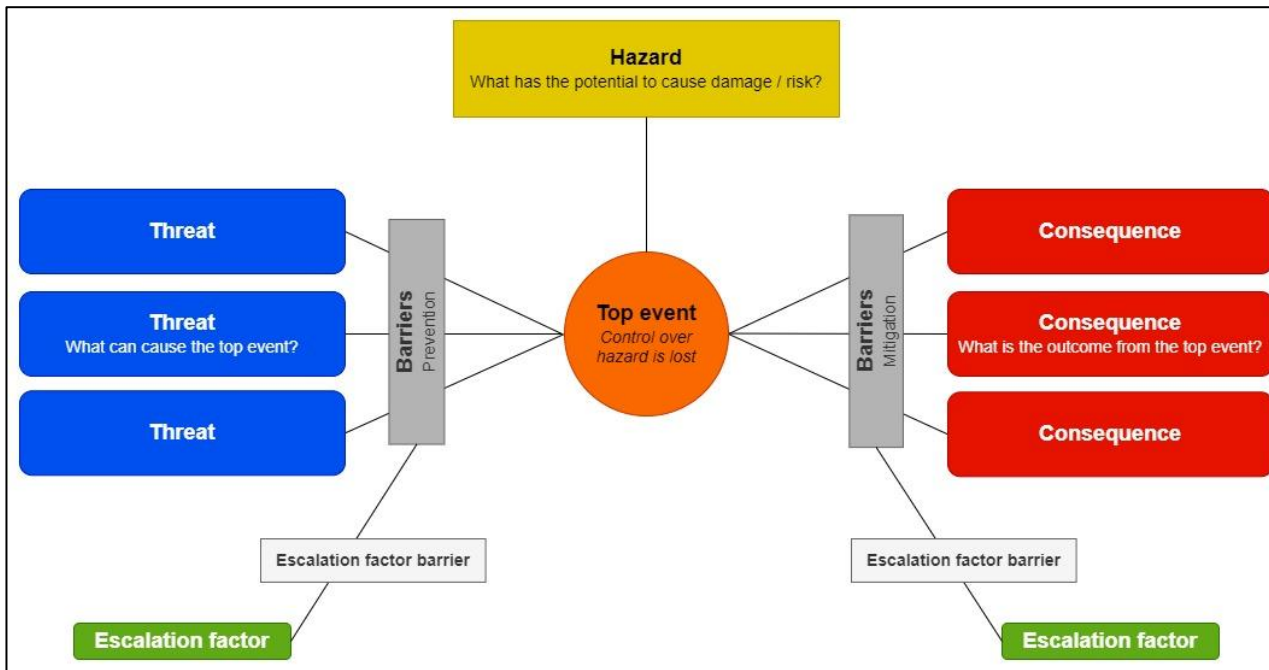 Hazard
What has the potential to cause damage / risk?
Threat
Threat
What can cause the top event?
Threat
Barriers
Prevention
Top event
Control over
hazard is lost
Barriers
Mitigation
Consequence
Consequence
What is the outcome from the top event?
Consequence
Escalation factor barrier
Escalation factor barrier
Escalation factor
Escalation factor